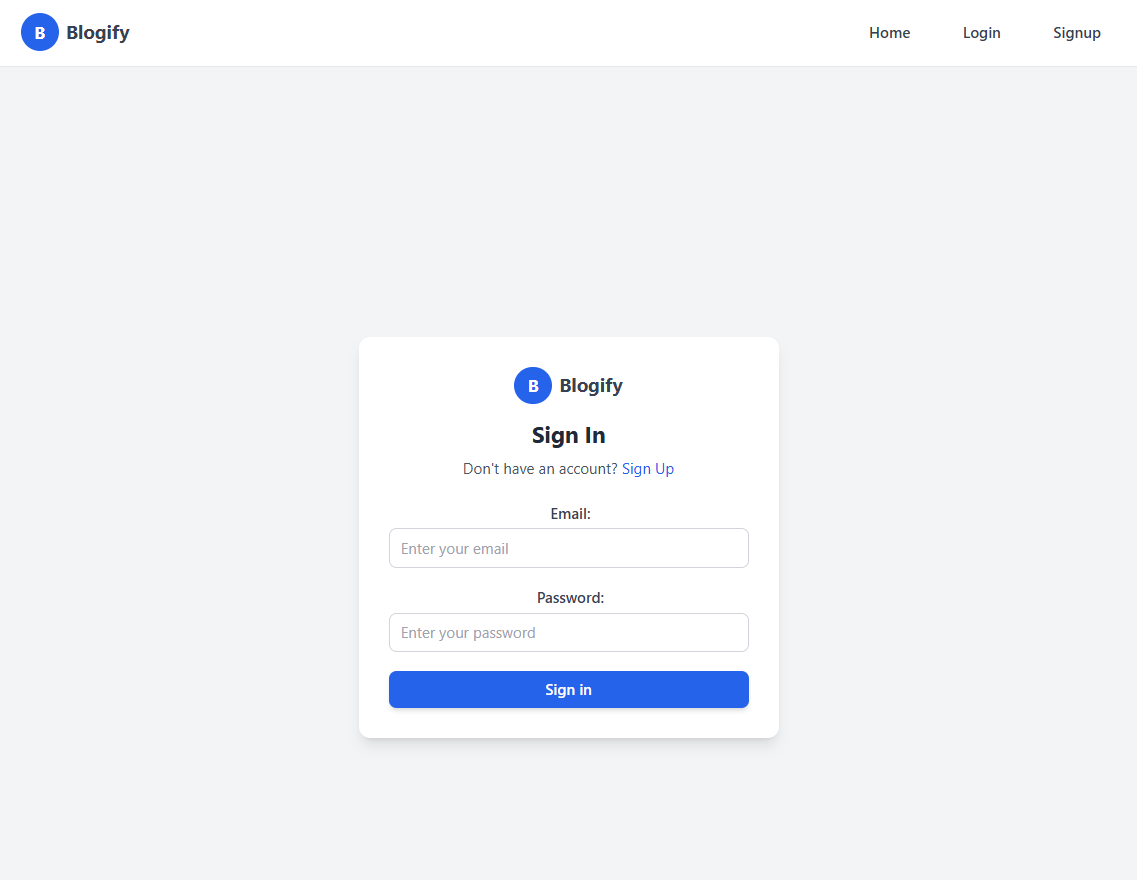 B Blogify Home Login Signup
B Blogify
Sign In
Don't have an account? Sign Up
Email:
Enter your email
Password:
Enter your password
Sign in